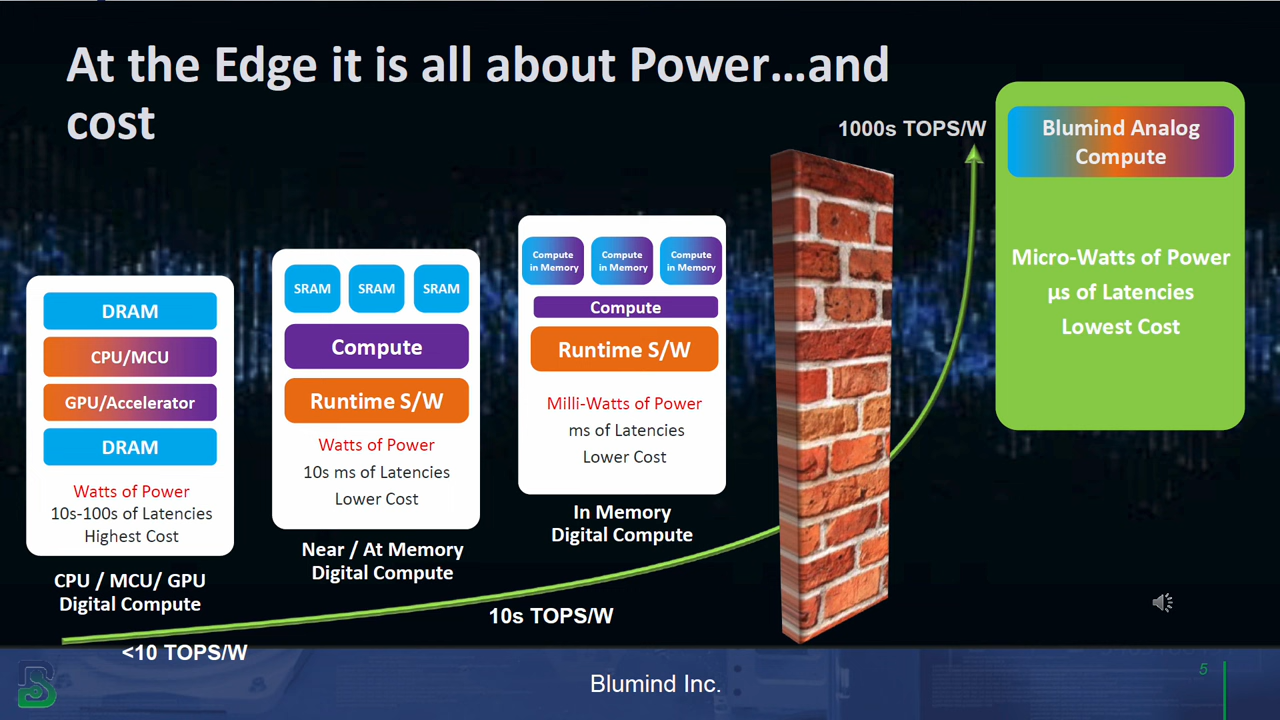 At the Edge it is all about Power…and
cost
DRAM
CPU/MCU
GPU/Accelerator
DRAM
Watts of Power
10s-100s of Latencies
Highest Cost
CPU / MCU/ GPU
Digital Compute
<10 TOPS/W
SRAM
SRAM
SRAM
Compute
Runtime S/W
Watts of Power
10s ms of Latencies
Lower Cost
Near / At Memory
Digital Compute
Compute
in Memory
Compute
in Memory
Compute
in Memory
Compute
Runtime S/W
Milli-Watts of Power
ms of Latencies
Lower Cost
In Memory
Digital Compute
10s TOPS/W
1000s TOPS/W
Blumind Analog
Compute
Micro-Watts of Power
µs of Latencies
Lowest Cost
Blumind Inc.
5